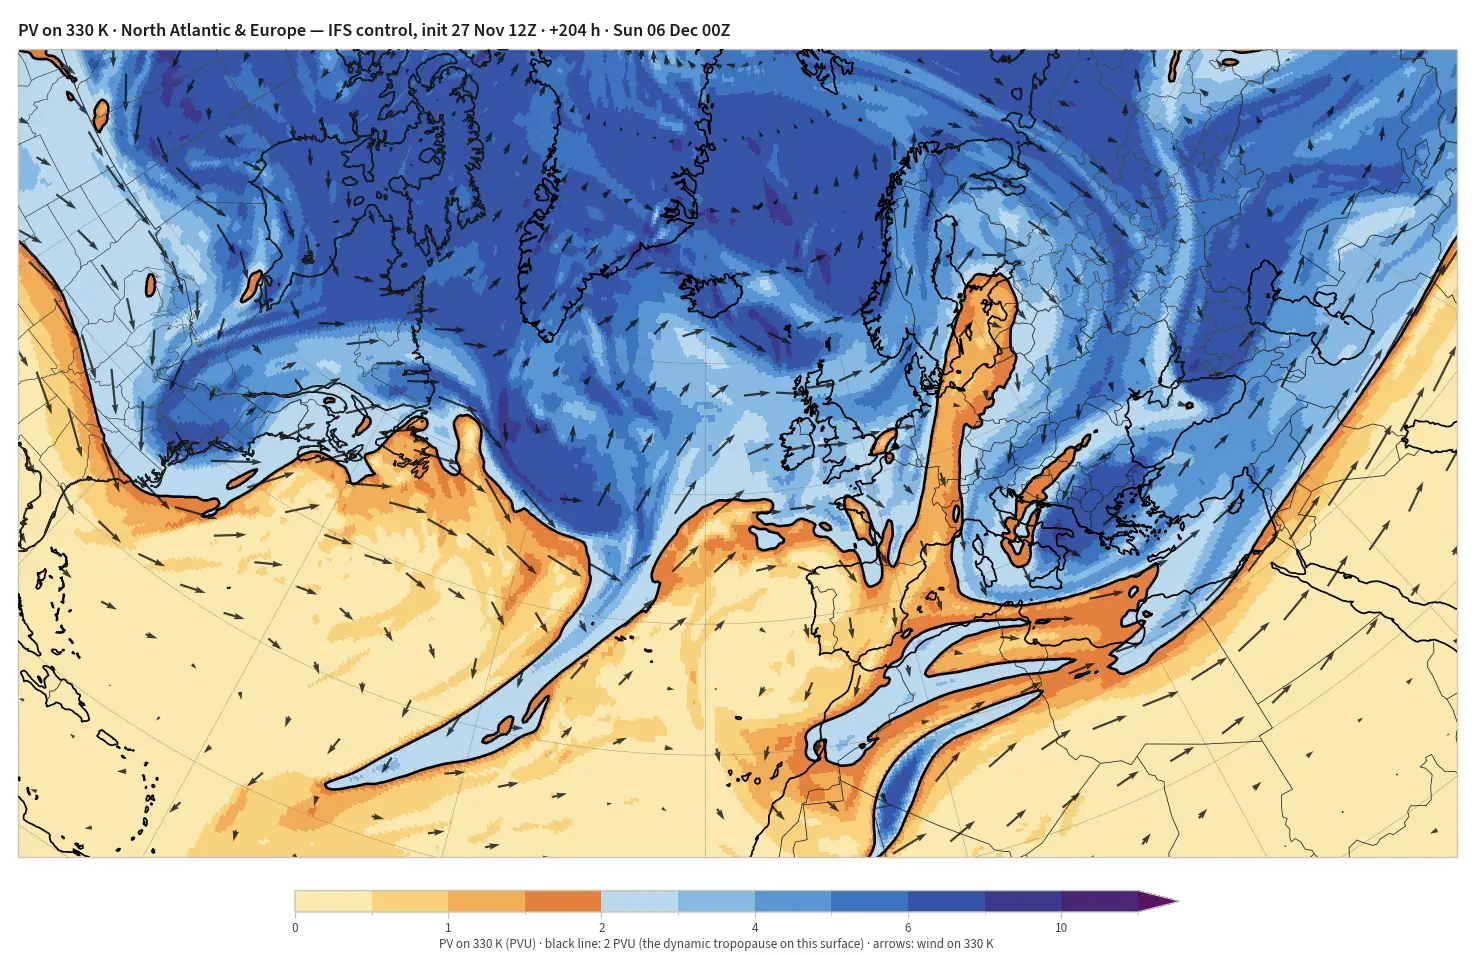 PV on 330 K · North Atlantic & Europe — IFS control, init 27 Nov 12Z · +204 h · Sun 06 Dec 00Z
0 1 2 4 6 10
PV on 330 K (PVU) · black line: 2 PVU (the dynamic tropopause on this surface) · arrows: wind on 330 K